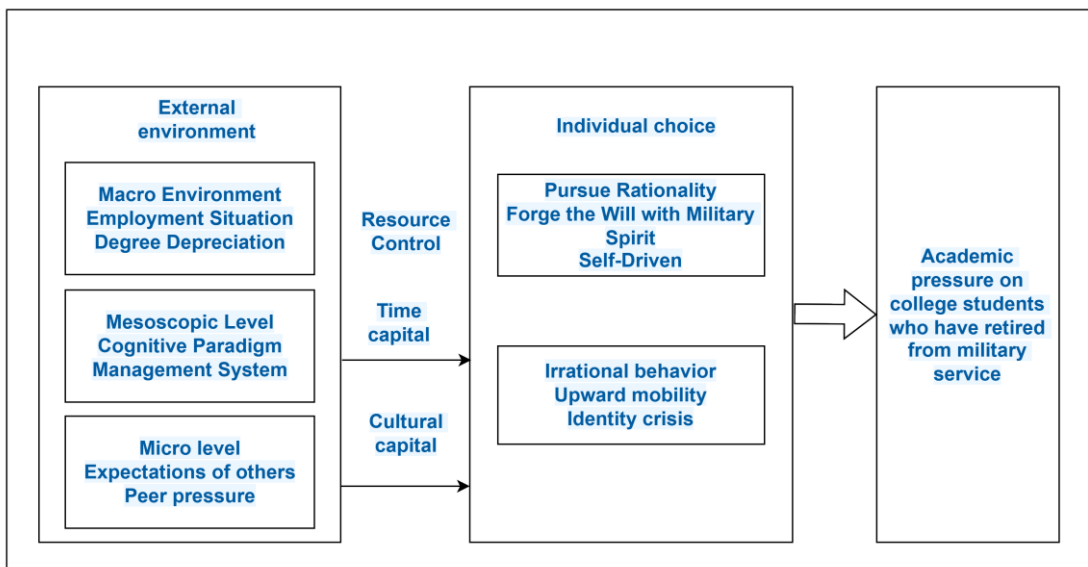 External
environment
Macro Environment
Employment Situation
Degree Depreciation
Mesoscopic Level
Cognitive Paradigm
Management System
Micro level
Expectations of others
Peer pressure
Resource
Control
Time
capital
Cultural
capital
Individual choice
Pursue Rationality
Forge the Will with Military
Spirit
Self-Driven
Irrational behavior
Upward mobility
Identity crisis
Academic
pressure on
college students
who have retired
from military
service